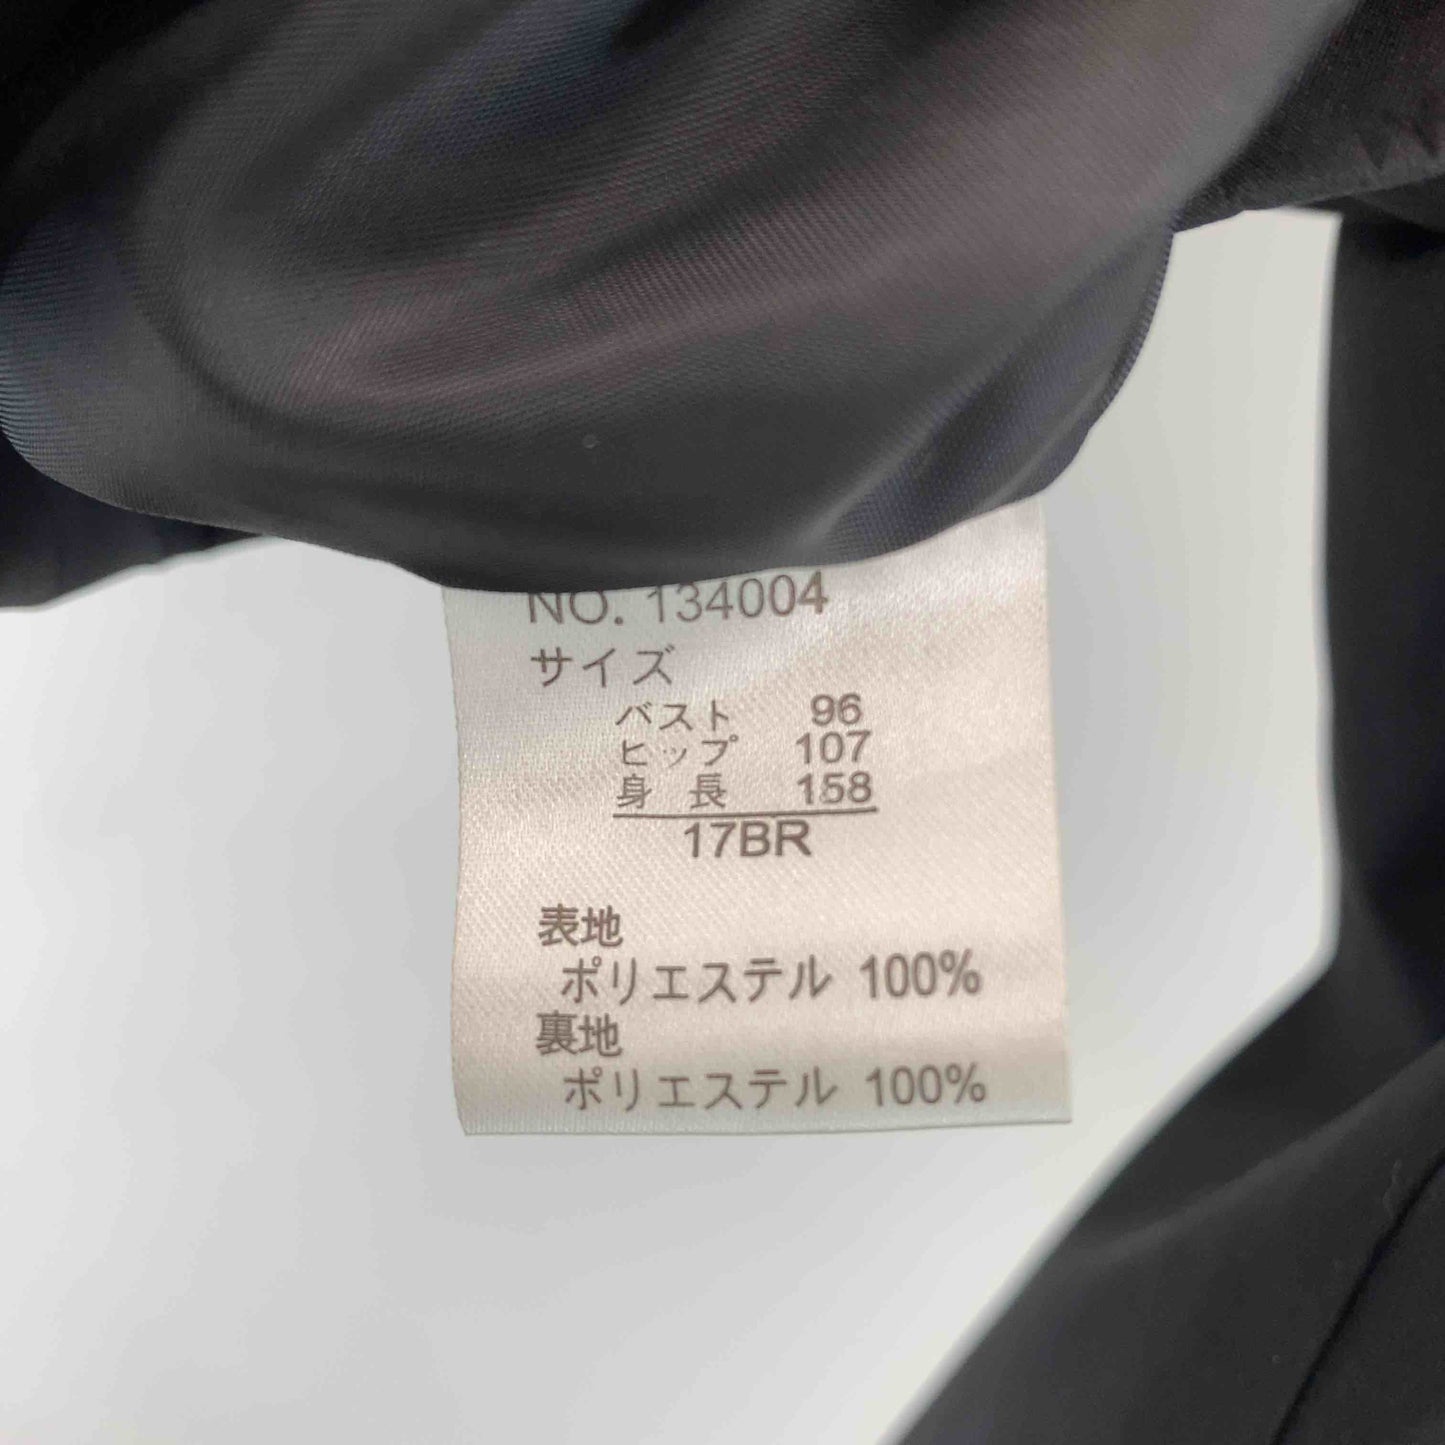 NO. 134004
サイズ
バスト 96
ヒップ 107
身 長 158
17BR
表地
ポリエステル 100%
裏地
ポリエステル 100%